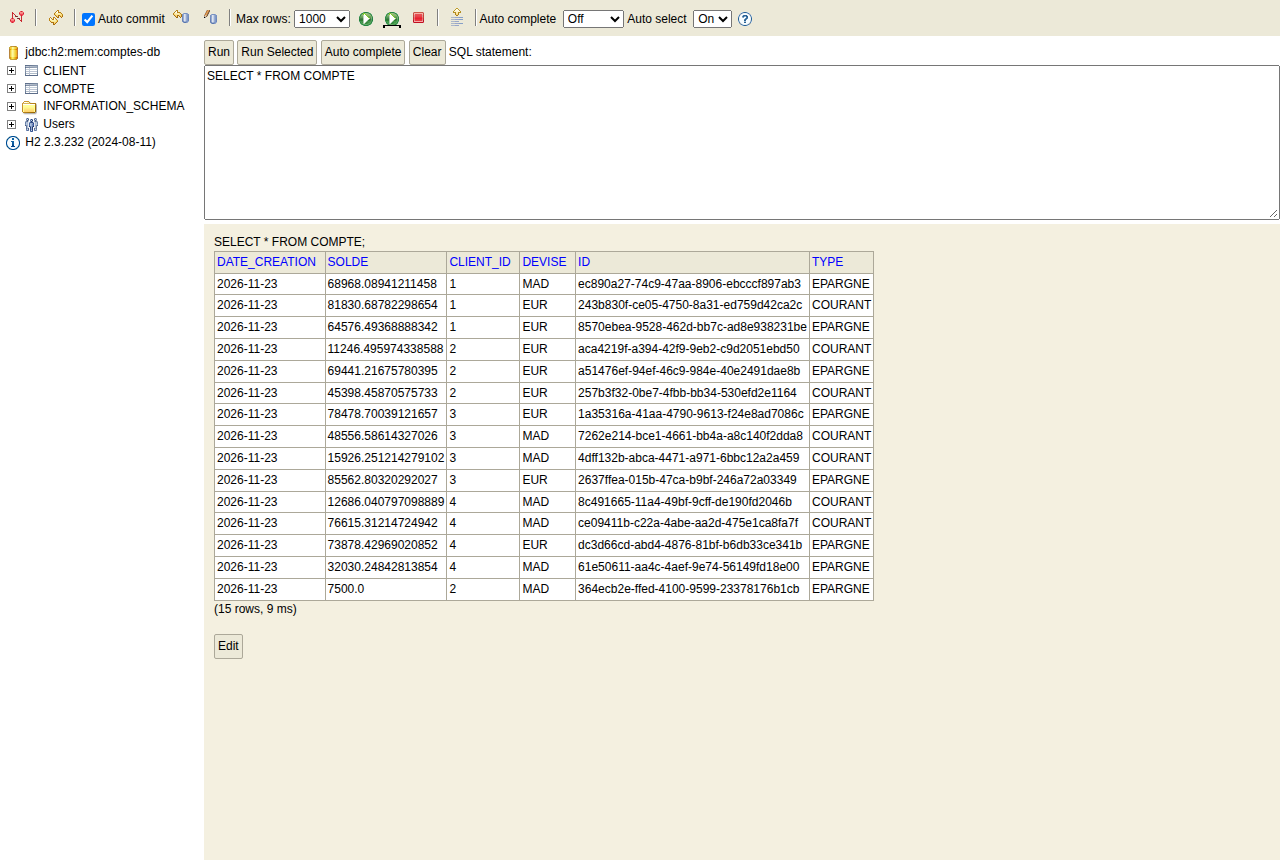 Auto commit Max rows: 1000 Auto complete Off Auto select On ?
jdbc:h2:mem:comptes-db
CLIENT
COMPTE
INFORMATION_SCHEMA
Users
H2 2.3.232 (2024-08-11)
Run Run Selected Auto complete Clear SQL statement:
SELECT * FROM COMPTE
SELECT * FROM COMPTE;
DATE_CREATION SOLDE CLIENT_ID DEVISE ID TYPE
2026-11-23 68968.08941211458 1 MAD ec890a27-74c9-47aa-8906-ebcccf897ab3 EPARGNE
2026-11-23 81830.68782298654 1 EUR 243b830f-ce05-4750-8a31-ed759d42ca2c COURANT
2026-11-23 64576.49368888342 1 EUR 8570ebea-9528-462d-bb7c-ad8e938231be EPARGNE
2026-11-23 11246.495974338588 2 EUR aca4219f-a394-42f9-9eb2-c9d2051ebd50 COURANT
2026-11-23 69441.21675780395 2 EUR a51476ef-94ef-46c9-984e-40e2491dae8b EPARGNE
2026-11-23 45398.45870575733 2 EUR 257b3f32-0be7-4fbb-bb34-530efd2e1164 COURANT
2026-11-23 78478.70039121657 3 EUR 1a35316a-41aa-4790-9613-f24e8ad7086c EPARGNE
2026-11-23 48556.58614327026 3 MAD 7262e214-bce1-4661-bb4a-a8c140f2dda8 COURANT
2026-11-23 15926.251214279102 3 MAD 4dff132b-abca-4471-a971-6bbc12a2a459 COURANT
2026-11-23 85562.80320292027 3 EUR 2637ffea-015b-47ca-b9bf-246a72a03349 EPARGNE
2026-11-23 12686.040797098889 4 MAD 8c491665-11a4-49bf-9cff-de190fd2046b COURANT
2026-11-23 76615.31214724942 4 MAD ce09411b-c22a-4abe-aa2d-475e1ca8fa7f COURANT
2026-11-23 73878.42969020852 4 EUR dc3d66cd-abd4-4876-81bf-b6db33ce341b EPARGNE
2026-11-23 32030.24842813854 4 MAD 61e50611-aa4c-4aef-9e74-56149fd18e00 EPARGNE
2026-11-23 7500.0 2 MAD 364ecb2e-ffed-4100-9599-23378176b1cb EPARGNE
(15 rows, 9 ms)
Edit